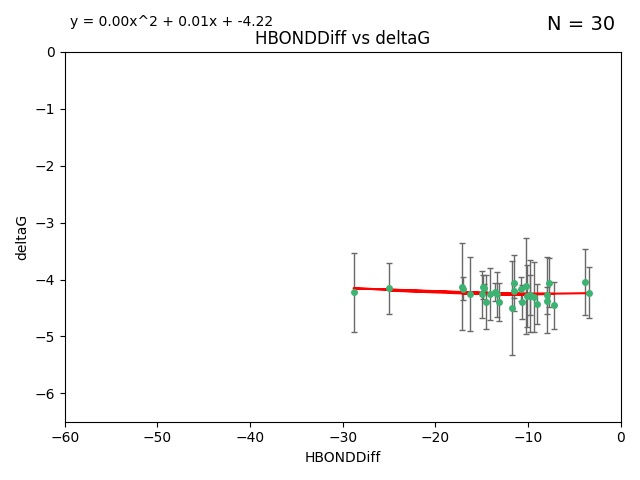 y = 0.00x^2 + 0.01x + -4.22
N = 30
HBONDDiff vs deltaG
0
−1
−2
−3
−4
−5
−6
deltaG
−60
−50
−40
−30
−20
−10
0
HBONDDiff